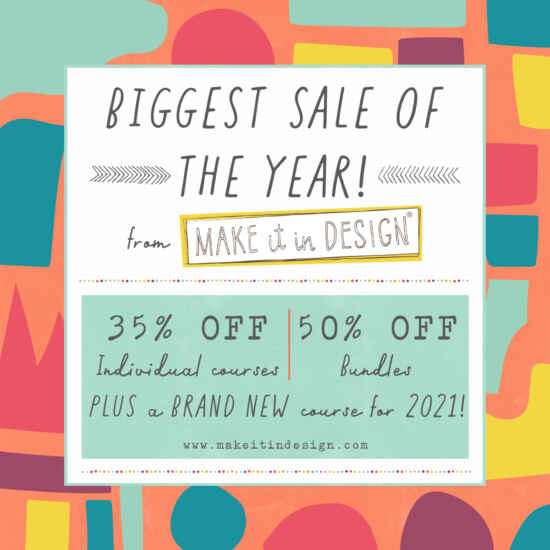 BIGGEST SALE OF
THE YEAR!
from MAKE it in DESIGN®
35% OFF 50% OFF
Individual courses Bundles
PLUS a BRAND NEW course for 2021!
www.makeitindesign.com